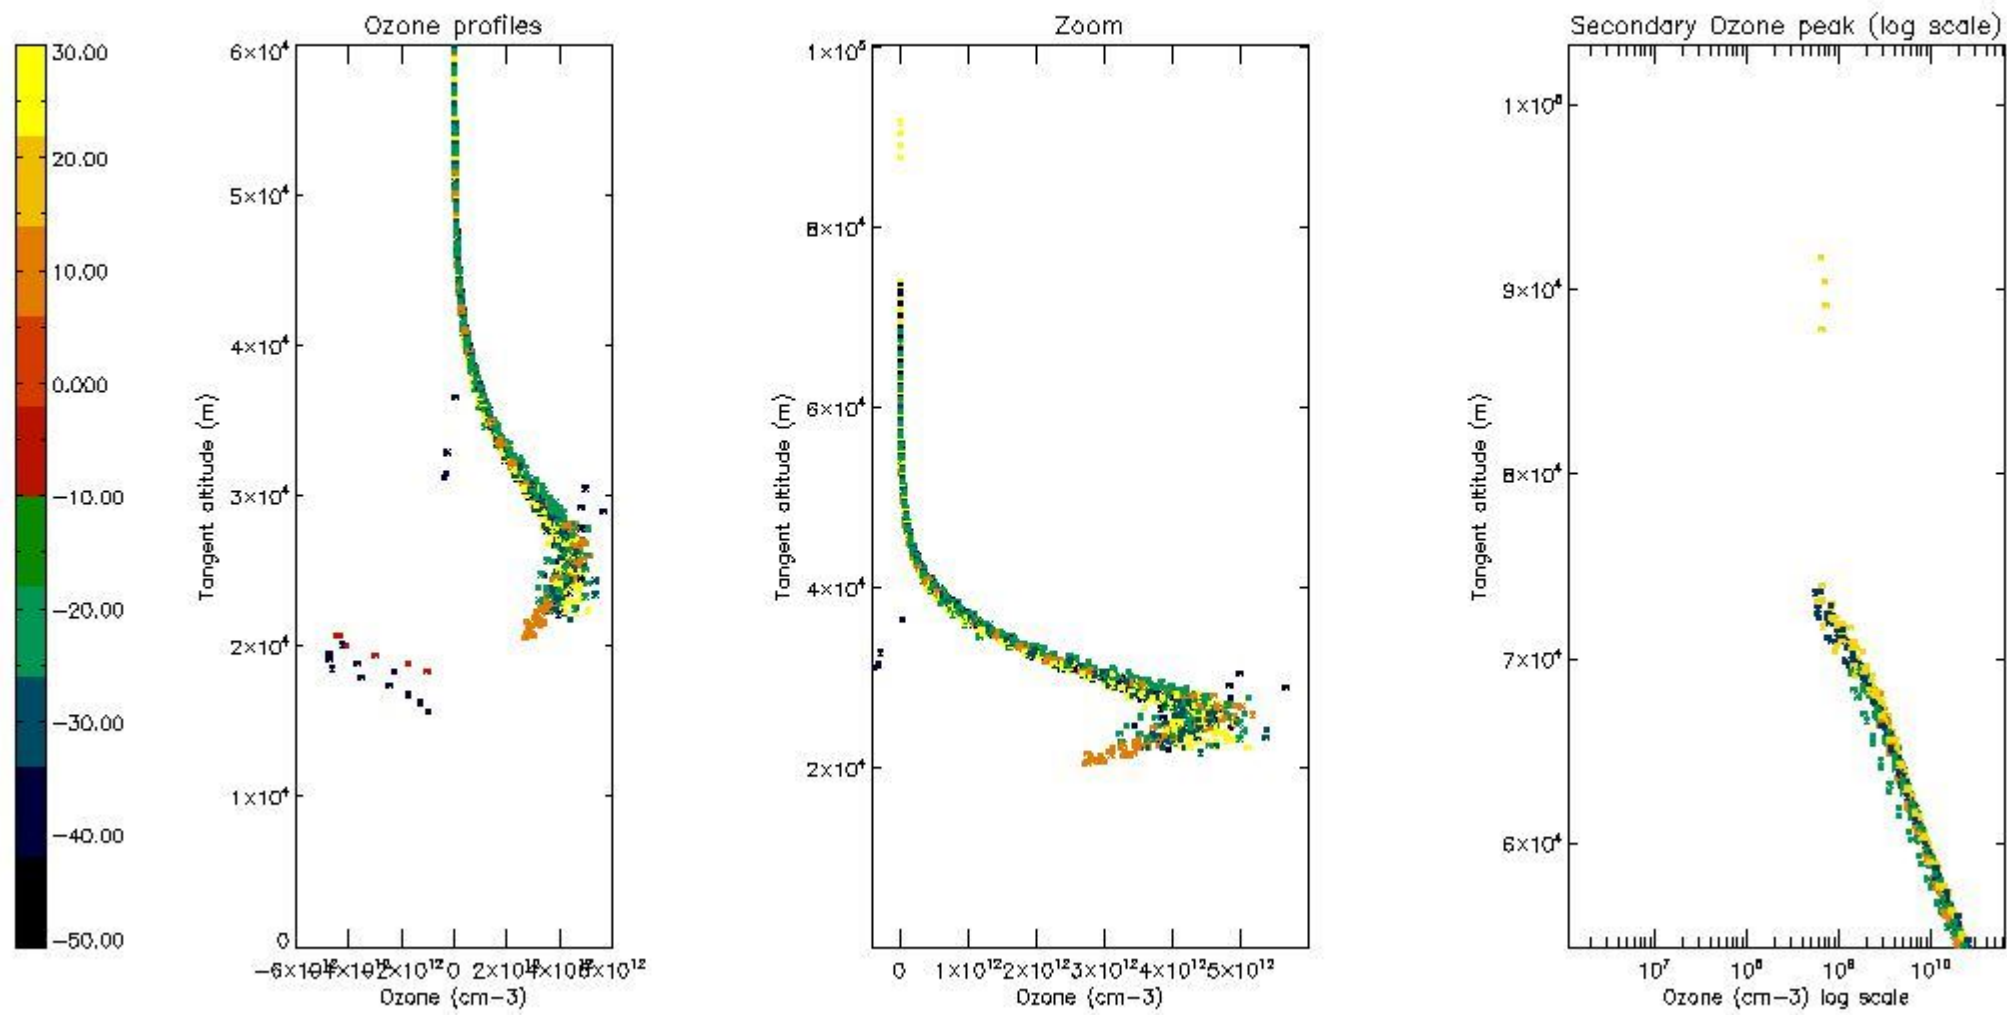 Ozone profiles
Zoom
Secondary Ozone peak (log scale)
30.00
20.00
10.00
0.000
−10.00
−20.00
−30.00
−40.00
−50.00
6×10⁴
5×10⁴
4×10⁴
3×10⁴
2×10⁴
1×10⁴
0
Tangent altitude (m)
0
Ozone (cm−3)
1×10⁵
8×10⁴
6×10⁴
4×10⁴
2×10⁴
Tangent altitude (m)
0 1×10¹² 2×10¹² 3×10¹² 4×10¹² 5×10¹²
Ozone (cm−3)
9×10⁴
8×10⁴
7×10⁴
6×10⁴
Tangent altitude (m)
10⁷ 10⁹ 10¹⁰
Ozone (cm−3) log scale